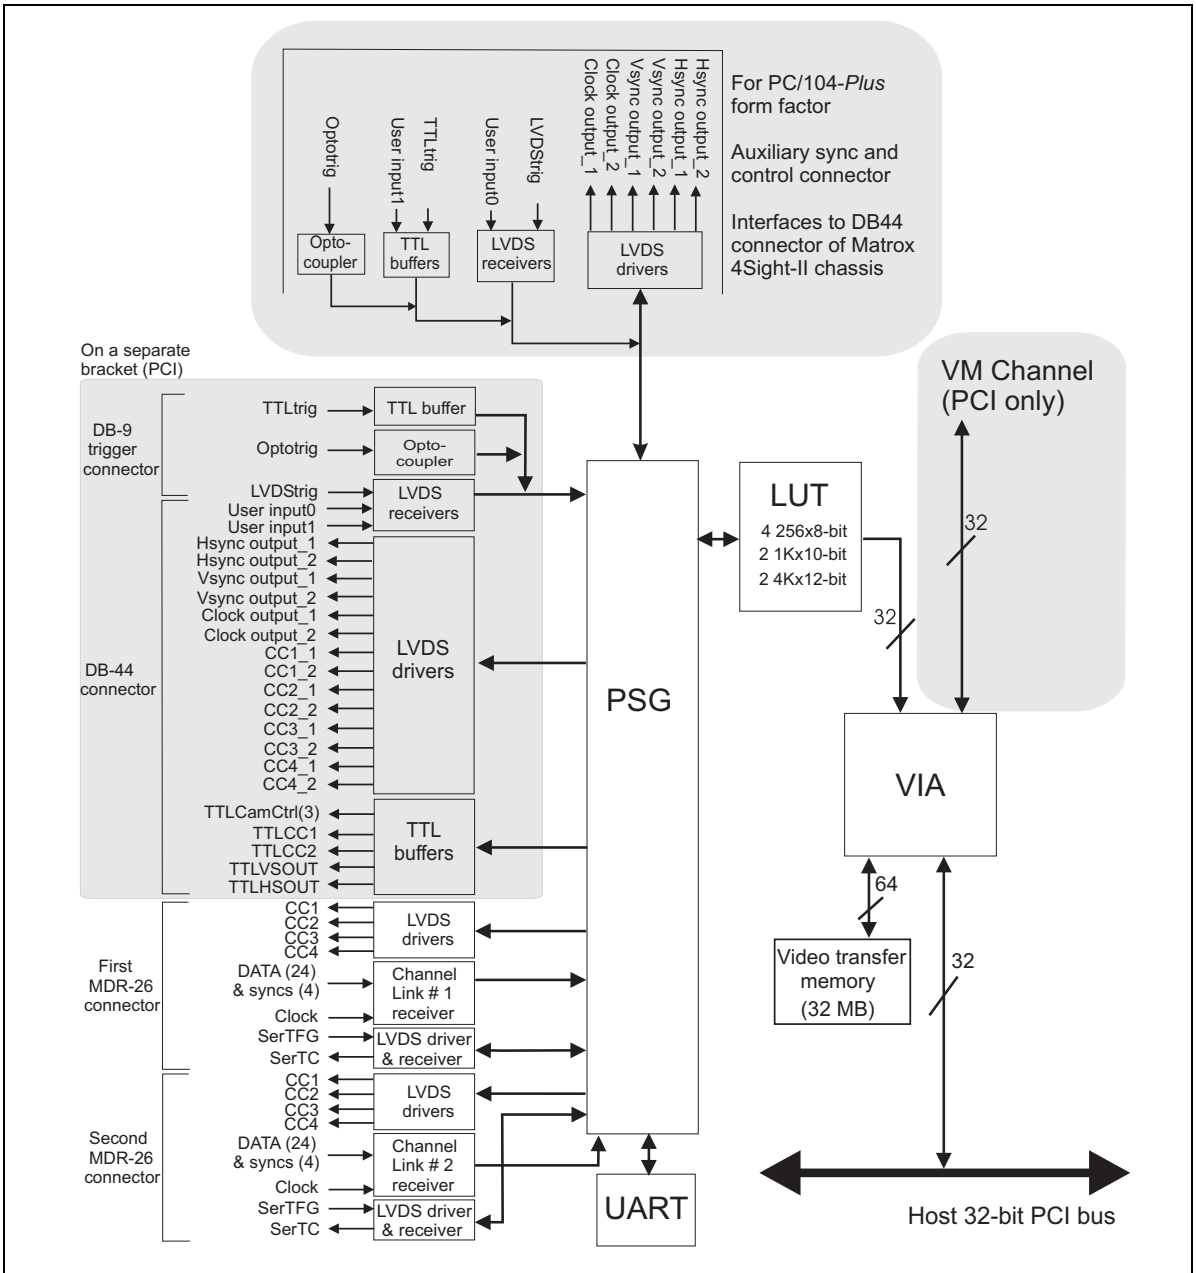 Optotrig
User input1
TTLtrig
User input0
LVDStrig
Clock output_1
Clock output_2
Vsync output_1
Vsync output_2
Hsync output_1
Hsync output_2
For PC/104-Plus
form factor
Auxiliary sync and
control connector
Interfaces to DB44
connector of Matrox
4Sight-II chassis
Opto-
coupler
TTL
buffers
LVDS
receivers
LVDS
drivers
On a separate
bracket (PCI)
DB-9
trigger
connector
TTLtrig
TTL buffer
Optotrig
Opto-
coupler
LVDStrig
User input0
User input1
LVDS
receivers
DB-44
connector
Hsync output_1
Hsync output_2
Vsync output_1
Vsync output_2
Clock output_1
Clock output_2
CC1_1
CC1_2
CC2_1
CC2_2
CC3_1
CC3_2
CC4_1
CC4_2
LVDS
drivers
TTLCamCtrl(3)
TTLCC1
TTLCC2
TTLVSOUT
TTLHSOUT
TTL
buffers
First
MDR-26
connector
CC1
CC2
CC3
CC4
LVDS
drivers
DATA (24)
& syncs (4)
Clock
Channel
Link # 1
receiver
SerTFG
SerTC
LVDS driver
& receiver
Second
MDR-26
connector
CC1
CC2
CC3
CC4
LVDS
drivers
DATA (24)
& syncs (4)
Clock
Channel
Link # 2
receiver
SerTFG
SerTC
LVDS driver
& receiver
PSG
UART
LUT
4 256x8-bit
2 1Kx10-bit
2 4Kx12-bit
32
VM Channel
(PCI only)
32
VIA
64
Video transfer
memory
(32 MB)
32
Host 32-bit PCI bus